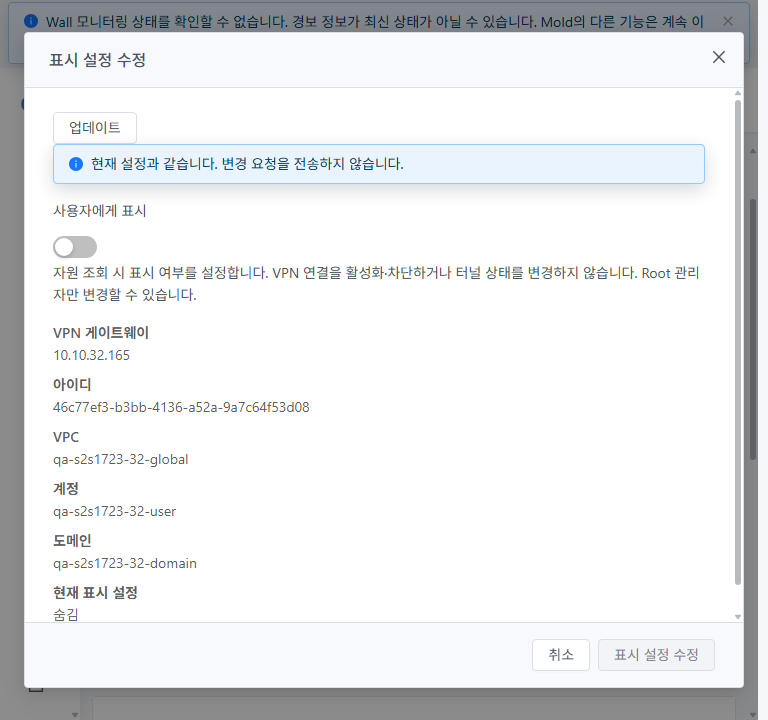 Wall 모니터링 상태를 확인할 수 없습니다. 경보 정보가 최신 상태가 아닐 수 있습니다. Mold의 다른 기능은 계속 이
표시 설정 수정
업데이트
현재 설정과 같습니다. 변경 요청을 전송하지 않습니다.
사용자에게 표시
자원 조회 시 표시 여부를 설정합니다. VPN 연결을 활성화·차단하거나 터널 상태를 변경하지 않습니다. Root 관리
자만 변경할 수 있습니다.
VPN 게이트웨이
10.10.32.165
아이디
46c77ef3-b3bb-4136-a52a-9a7c64f53d08
VPC
qa-s2s1723-32-global
계정
qa-s2s1723-32-user
도메인
qa-s2s1723-32-domain
현재 표시 설정
숨김
취소
표시 설정 수정